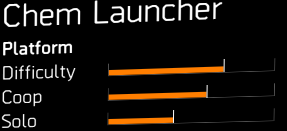 Chem Launcher
Platform
Difficulty
Coop
Solo